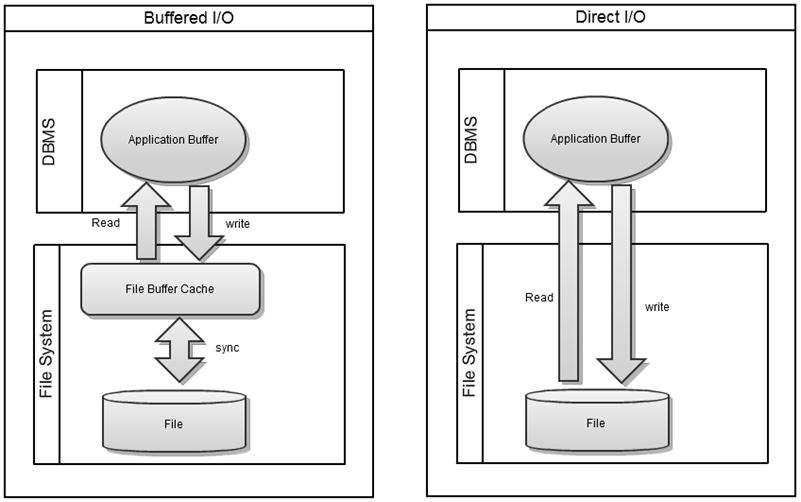 Buffered I/O
DBMS
Application Buffer
Read
write
File System
File Buffer Cache
sync
File
Direct I/O
DBMS
Application Buffer
File System
Read
write
File